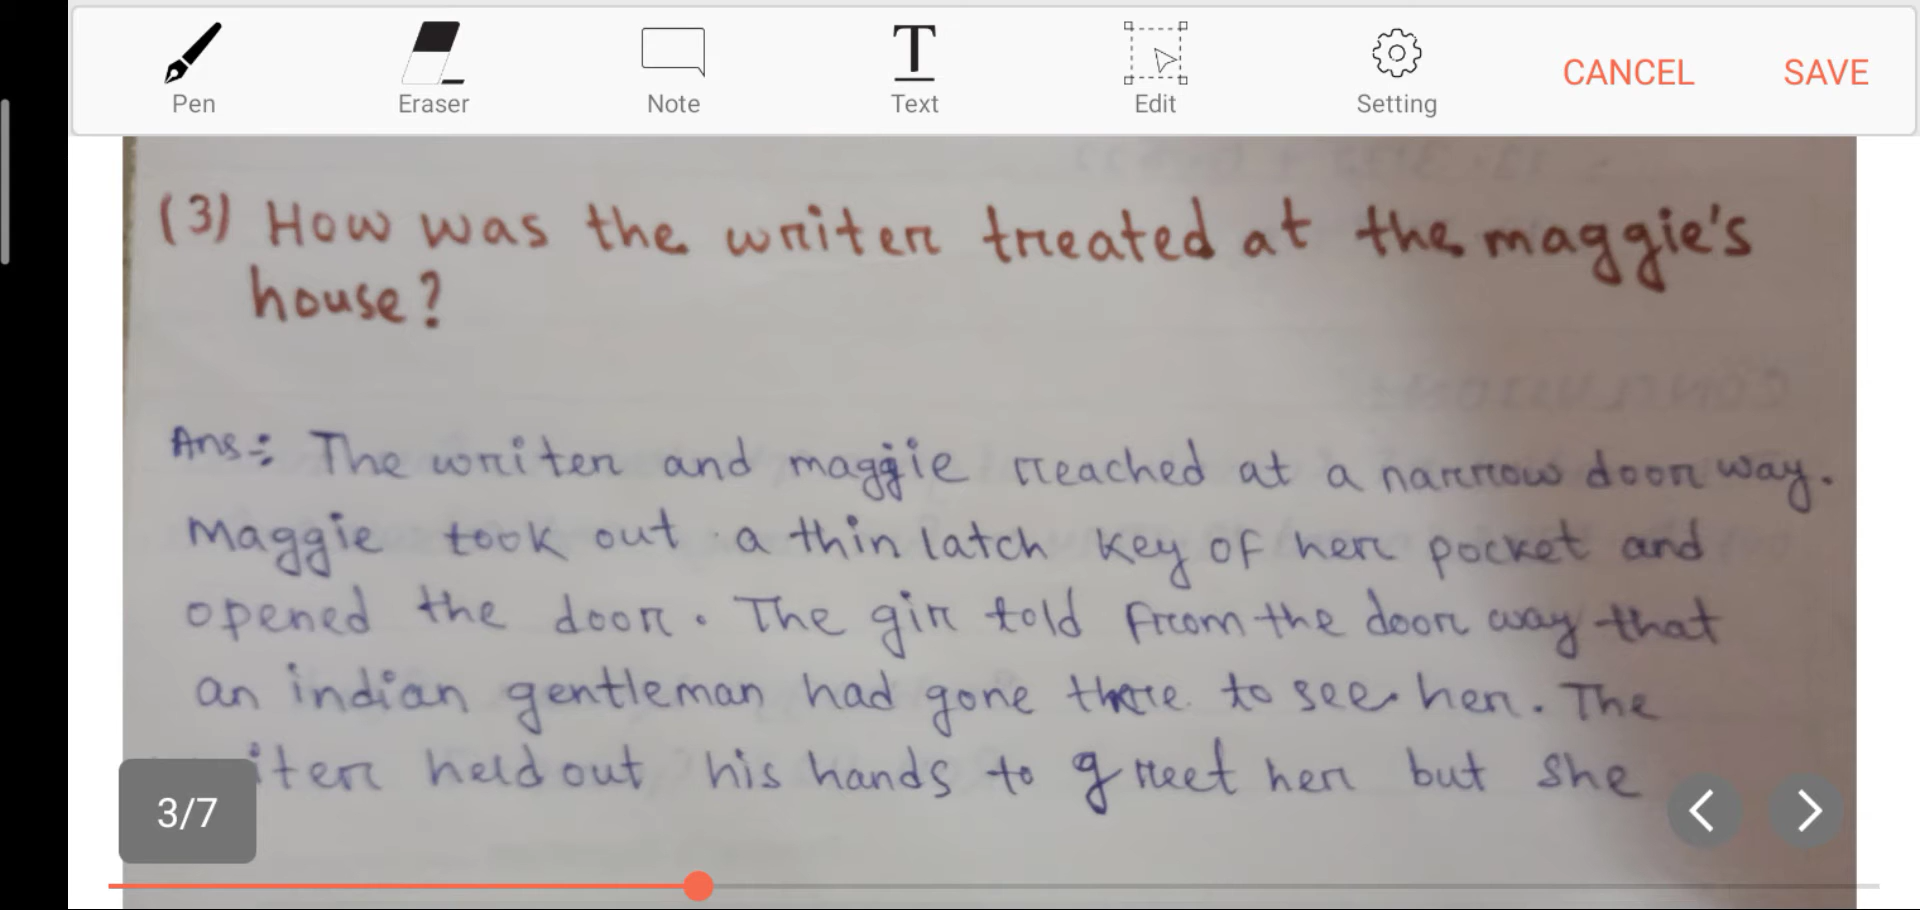 Pen Eraser Note Text Edit Setting CANCEL SAVE
(3) How was the writer treated at the maggie's
house?
Ans:- The writer and maggie reached at a narrow door way.
Maggie took out a thin latch key of her pocket and
opened the door. The gir told from the door way that
an indian gentleman had gone there to see her. The
iter held out his hands to greet her but she
3/7